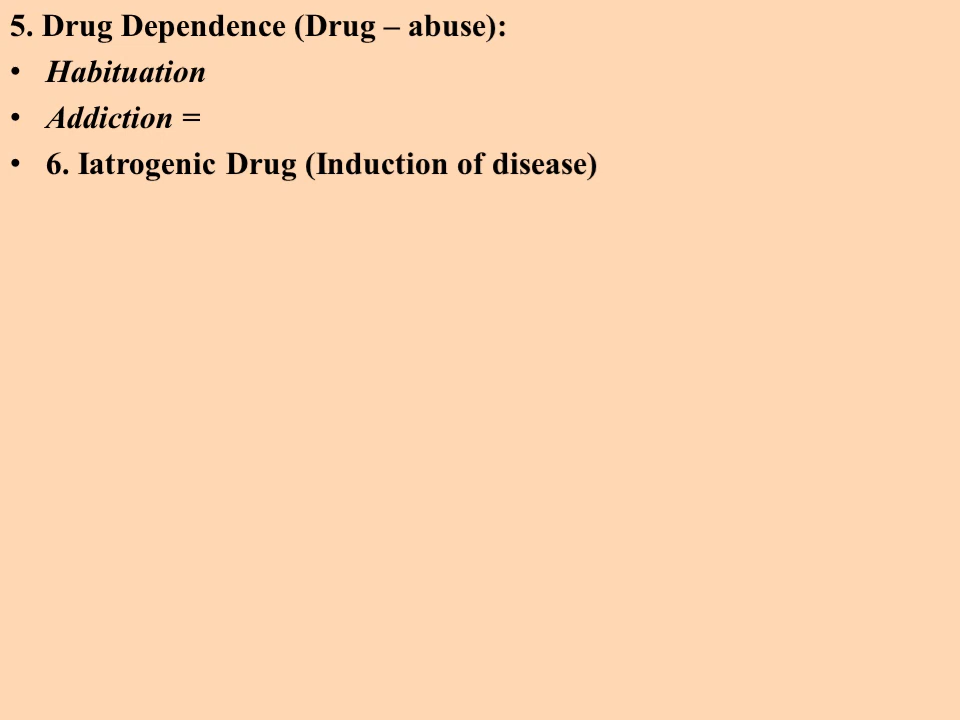 5. Drug Dependence (Drug – abuse):
• Habituation
• Addiction =
• 6. Iatrogenic Drug (Induction of disease)